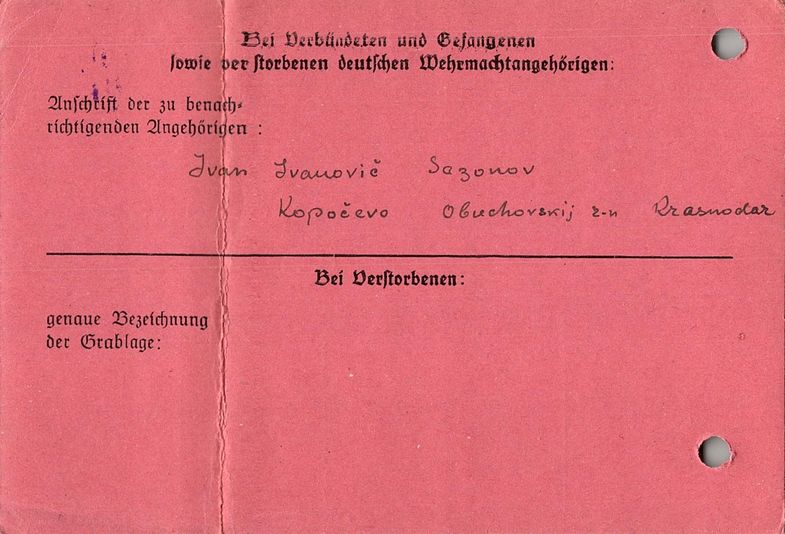 Bei Verbündeten und Gefangenen
sowie verstorbenen deutschen Wehrmachtangehörigen:
Anschrift der zu benach-
richtigenden Angehörigen :
Ivan Ivanovič Sazonov
Kopočevo Obuchovskij r-n Krasnodar
Bei Verstorbenen:
genaue Bezeichnung
der Grablage: